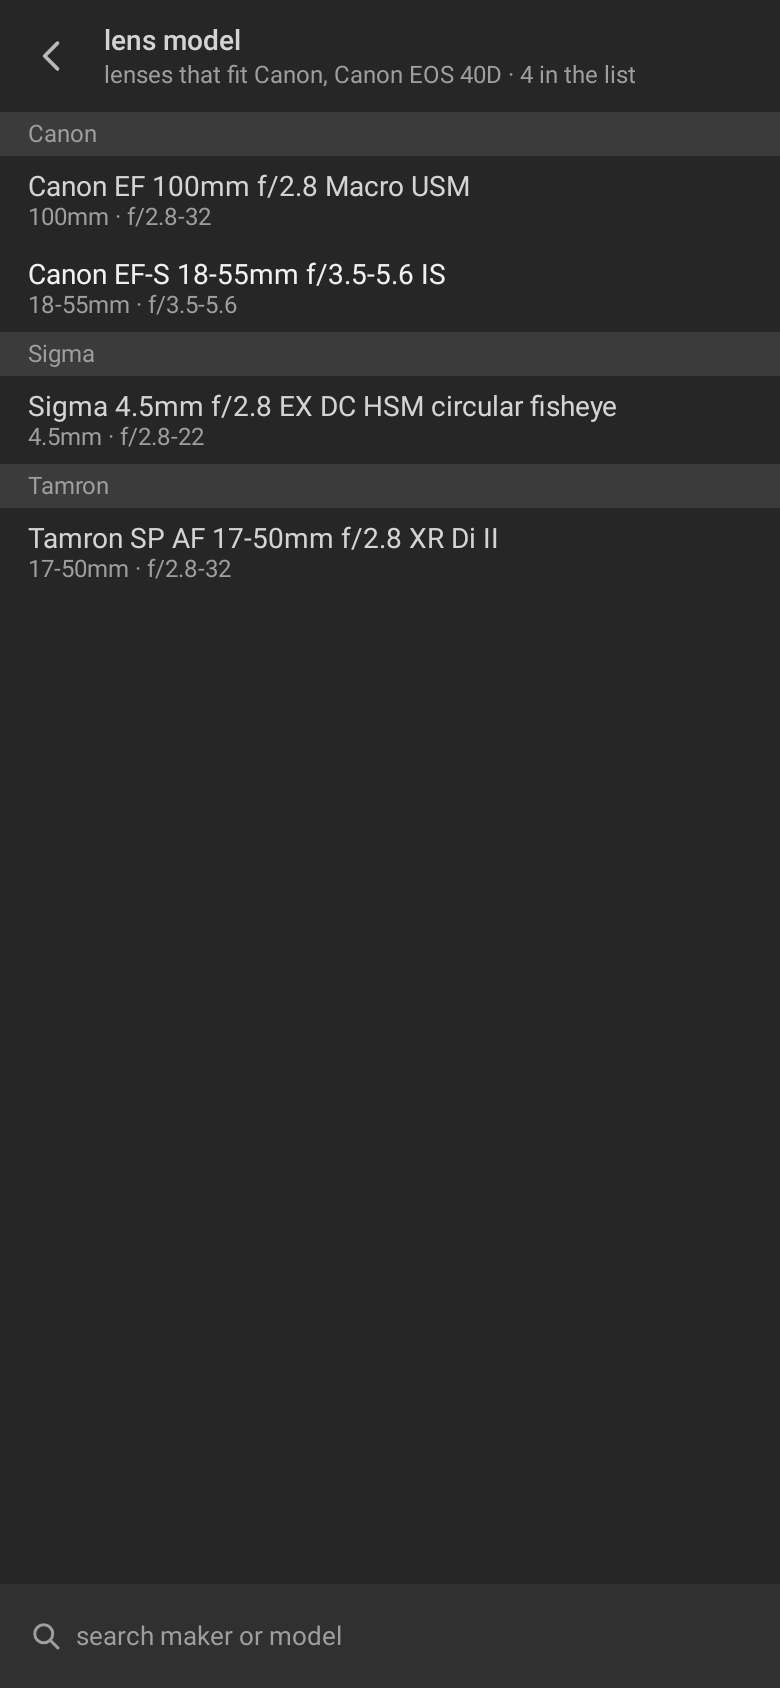 lens model
lenses that fit Canon, Canon EOS 40D · 4 in the list
Canon
Canon EF 100mm f/2.8 Macro USM
100mm · f/2.8-32
Canon EF-S 18-55mm f/3.5-5.6 IS
18-55mm · f/3.5-5.6
Sigma
Sigma 4.5mm f/2.8 EX DC HSM circular fisheye
4.5mm · f/2.8-22
Tamron
Tamron SP AF 17-50mm f/2.8 XR Di II
17-50mm · f/2.8-32
search maker or model